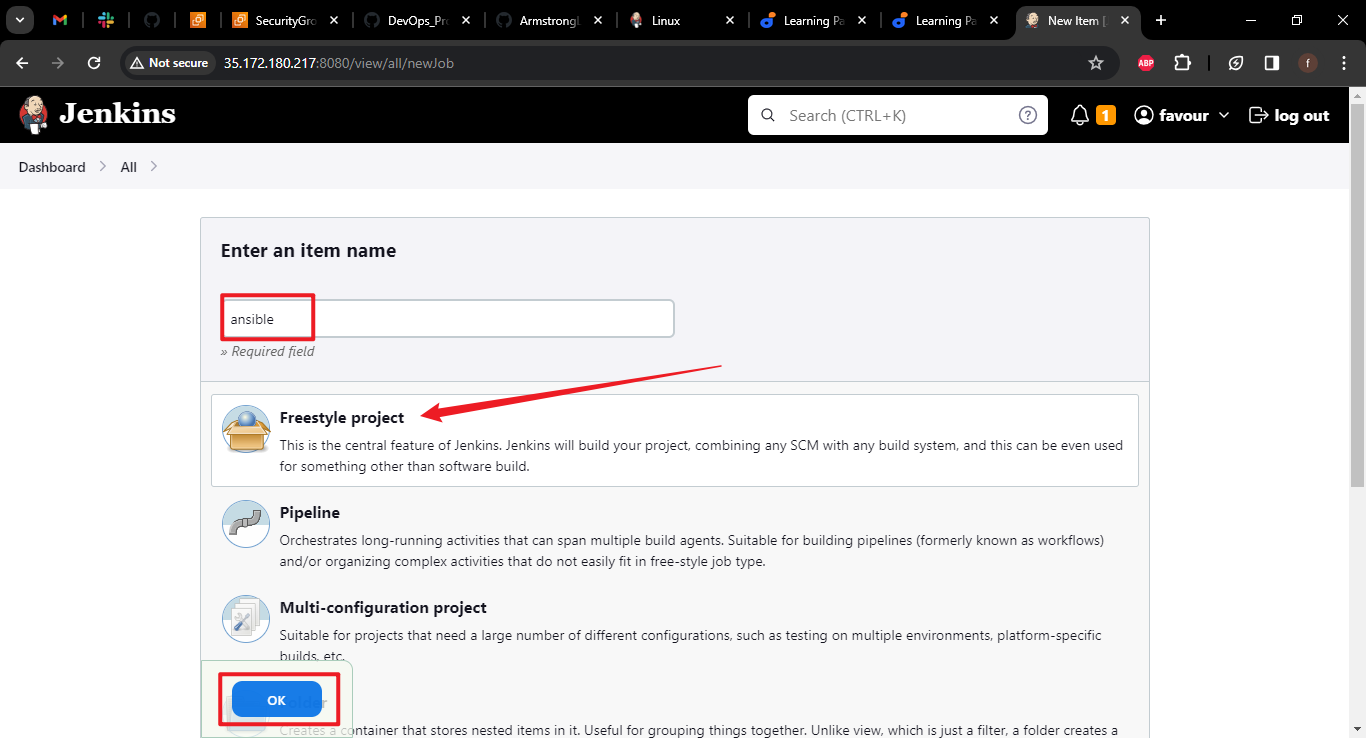 SecurityGro
DevOps_Pro
ArmstrongL
Linux
Learning Pa
Learning Pa
New Item [
Not secure
35.172.180.217:8080/view/all/newJob
ABP
f
Jenkins
Search (CTRL+K)
?
1
favour
log out
Dashboard
All
Enter an item name
ansible
» Required field
Freestyle project
This is the central feature of Jenkins. Jenkins will build your project, combining any SCM with any build system, and this can be even used
for something other than software build.
Pipeline
Orchestrates long-running activities that can span multiple build agents. Suitable for building pipelines (formerly known as workflows)
and/or organizing complex activities that do not easily fit in free-style job type.
Multi-configuration project
Suitable for projects that need a large number of different configurations, such as testing on multiple environments, platform-specific
builds, etc.
OK
Folder
Creates a container that stores nested items in it. Useful for grouping things together. Unlike view, which is just a filter, a folder creates a